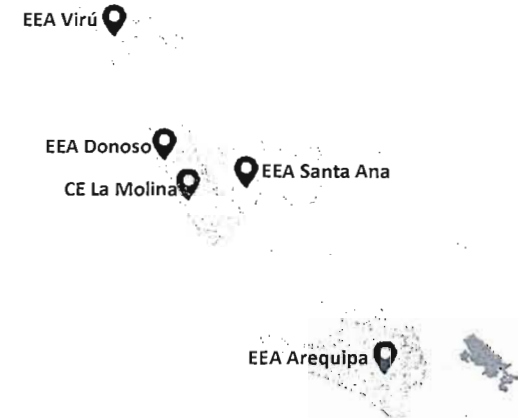 EEA Virú
EEA Donoso
EEA Santa Ana
CE La Molina
EEA Arequipa